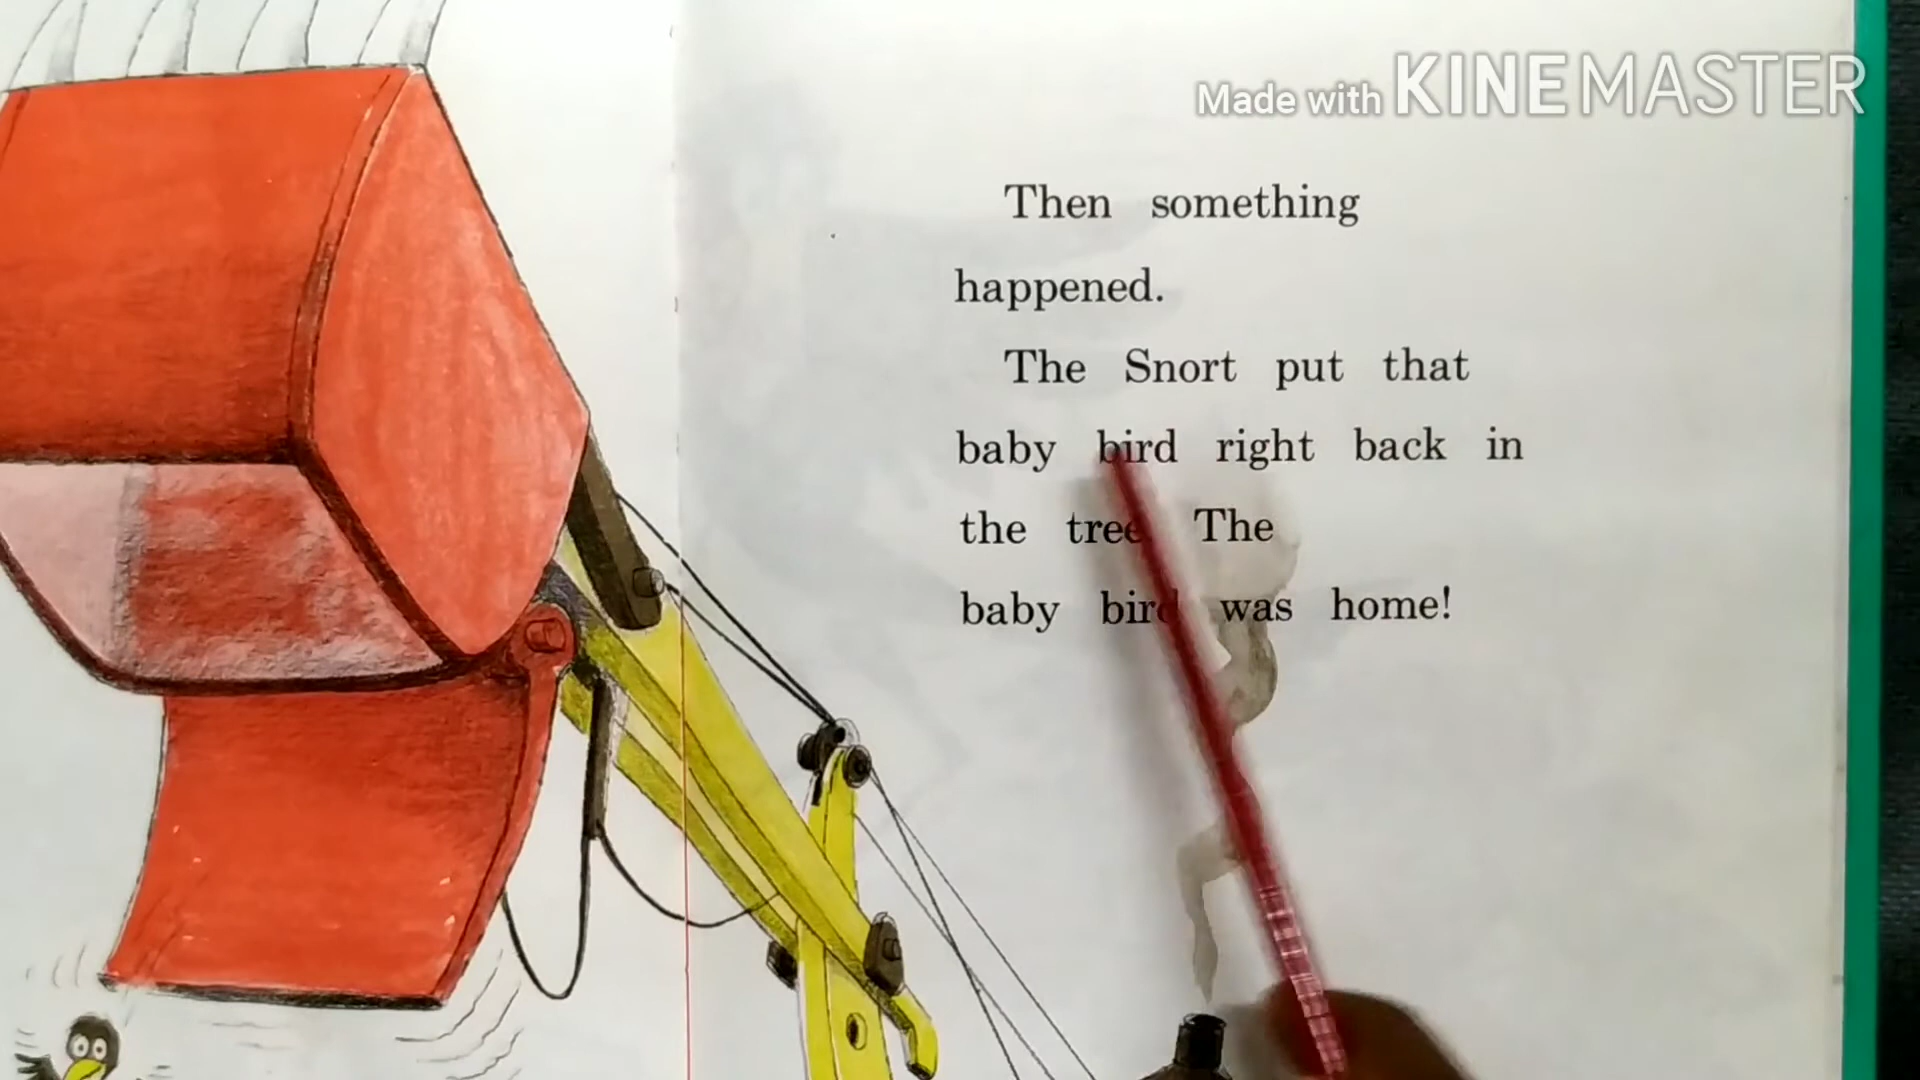 Made with KINEMASTER
Then something
happened.
The Snort put that
baby bird right back in
the tree The
baby bird was home!